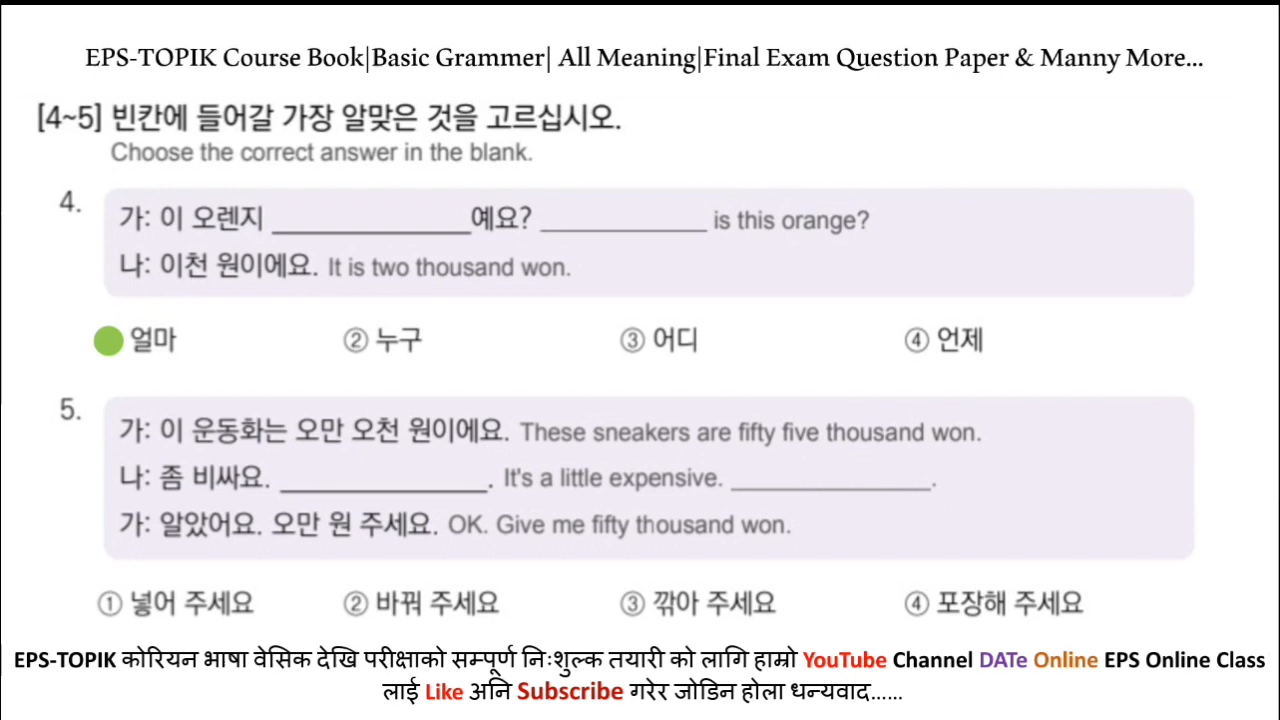 EPS-TOPIK Course Book|Basic Grammer| All Meaning|Final Exam Question Paper & Manny More...
[4~5] 빈칸에 들어갈 가장 알맞은 것을 고르십시오.
Choose the correct answer in the blank.
4.
가: 이 오렌지 ____________예요? ____________ is this orange?
나: 이천 원이에요. It is two thousand won.
얼마 ② 누구 ③ 어디 ④ 언제
5.
가: 이 운동화는 오만 오천 원이에요. These sneakers are fifty five thousand won.
나: 좀 비싸요. ____________. It's a little expensive. ____________.
가: 알았어요. 오만 원 주세요. OK. Give me fifty thousand won.
① 넣어 주세요 ② 바꿔 주세요 ③ 깎아 주세요 ④ 포장해 주세요
EPS-TOPIK कोरियन भाषा वेसिक देखि परीक्षाको सम्पूर्ण निःशुल्क तयारी को लागि हाम्रो YouTube Channel DATe Online EPS Online Class
लाई Like अनि Subscribe गरेर जोडिन होला धन्यवाद......